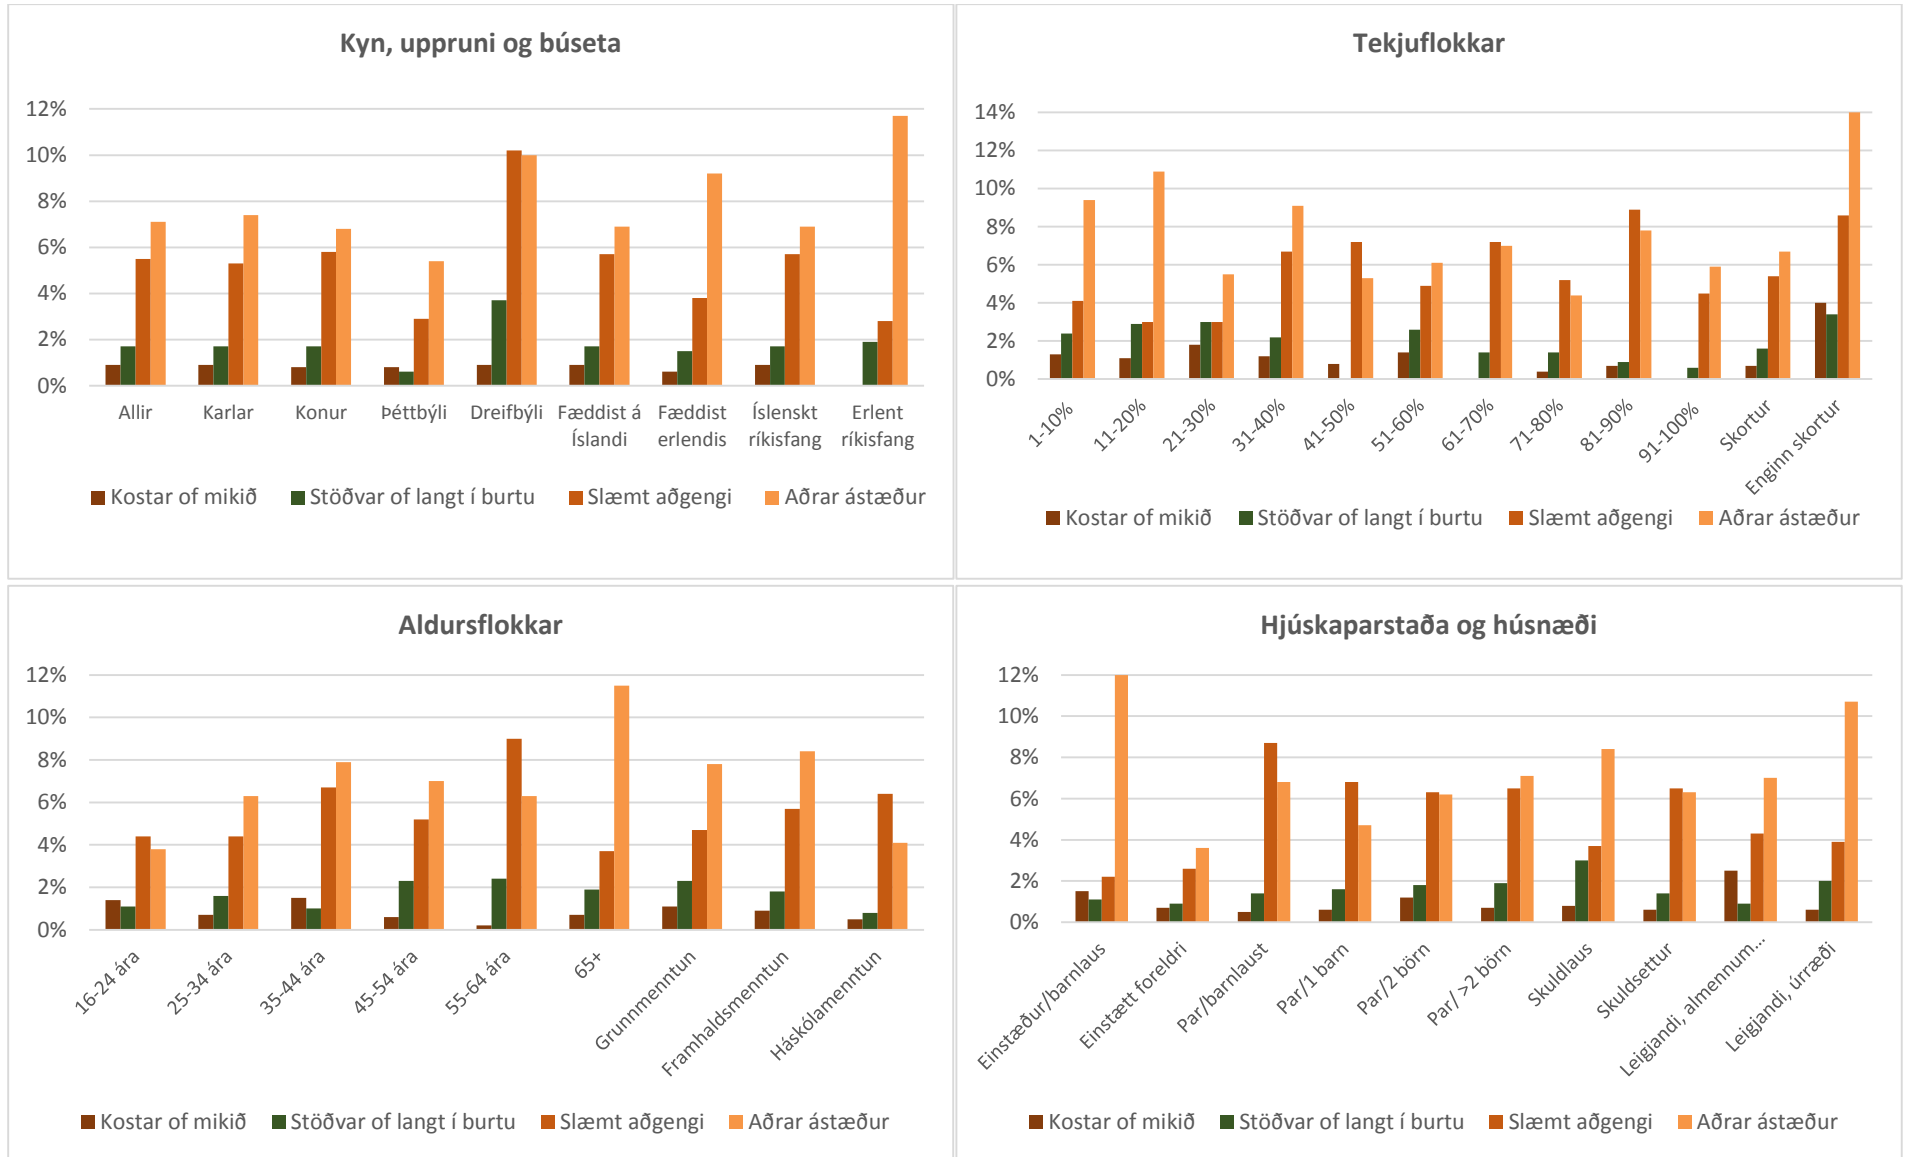 Kyn, uppruni og búseta
12%
10%
8%
6%
4%
2%
0%
Allir
Karlar
Konur
Þéttbýli
Dreifbýli
Fæddist á
Íslandi
Fæddist
erlendis
Íslenskt
ríkisfang
Erlent
ríkisfang
Kostar of mikið
Stöðvar of langt í burtu
Slæmt aðgengi
Aðrar ástæður
Tekjuflokkar
14%
12%
10%
8%
6%
4%
2%
0%
1-10%
11-20%
21-30%
31-40%
41-50%
51-60%
61-70%
71-80%
81-90%
91-100%
Skortur
Enginn skortur
Kostar of mikið
Stöðvar of langt í burtu
Slæmt aðgengi
Aðrar ástæður
Aldursflokkar
12%
10%
8%
6%
4%
2%
0%
16-24 ára
25-34 ára
35-44 ára
45-54 ára
55-64 ára
65+
Grunnmenntun
Framhaldsmenntun
Háskólamenntun
Kostar of mikið
Stöðvar of langt í burtu
Slæmt aðgengi
Aðrar ástæður
Hjúskaparstaða og húsnæði
12%
10%
8%
6%
4%
2%
0%
Einstæður/barnlaus
Einstætt foreldri
Par/barnlaust
Par/1 barn
Par/2 börn
Par/ >2 börn
Skuldlaus
Skuldsettur
Leigjandi, almennum...
Leigjandi, úrræði
Kostar of mikið
Stöðvar of langt í burtu
Slæmt aðgengi
Aðrar ástæður